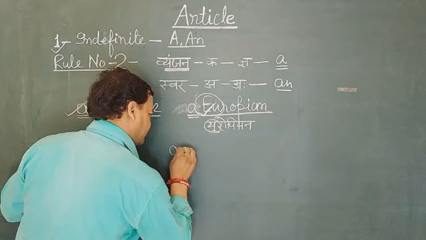 Article
1- Indefinite - A, An
Rule No-2- व्यंजन - क - ज्ञ - a
स्वर - अ - अः - an
a Europian
युरोपियन